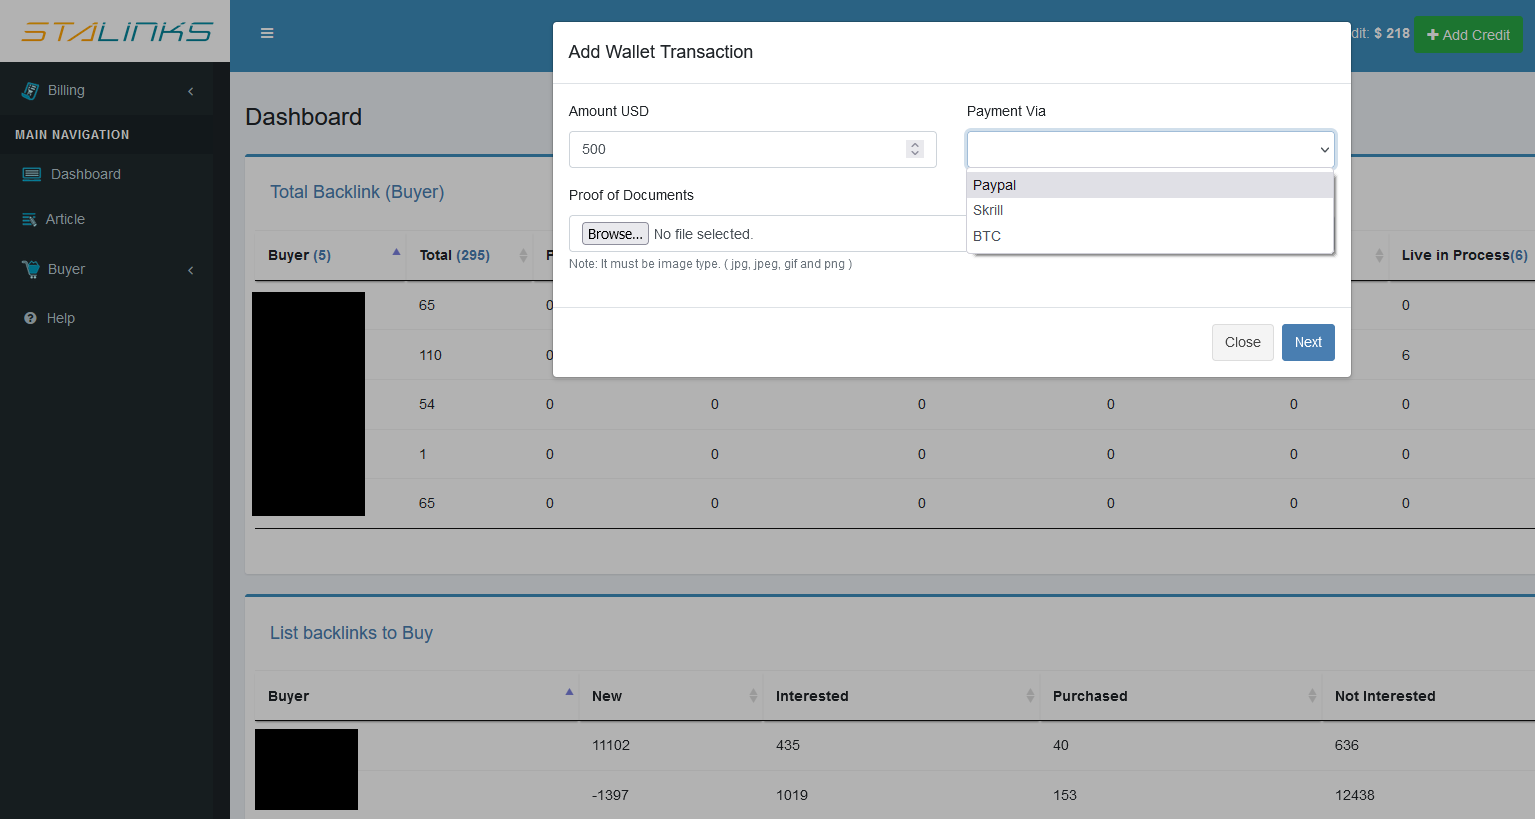 STALINKS
dit: $ 218
Add Credit
Billing
MAIN NAVIGATION
Dashboard
Article
Buyer
Help
Dashboard
Add Wallet Transaction
Amount USD
Payment Via
500
Paypal
Skrill
BTC
Proof of Documents
Browse... No file selected.
Note: It must be image type. ( jpg, jpeg, gif and png )
Close
Next
Total Backlink (Buyer)
Buyer (5) Total (295) Live in Process(6)
65 0 0
110 0 6
54 0 0 0 0 0 0
1 0 0 0 0 0 0
65 0 0 0 0 0 0
List backlinks to Buy
Buyer New Interested Purchased Not Interested
11102 435 40 636
-1397 1019 153 12438